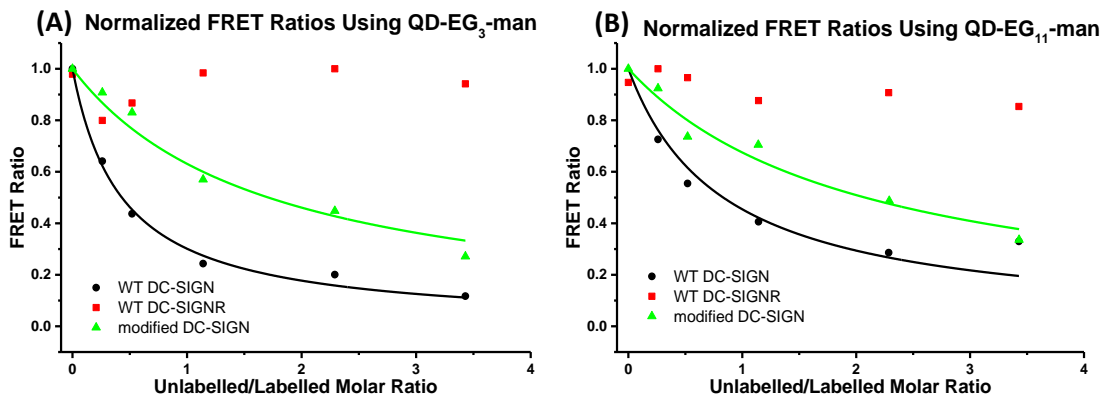 (A) Normalized FRET Ratios Using QD-EG₃-man
FRET Ratio
1.0
0.8
0.6
0.4
0.2
0.0
WT DC-SIGN
WT DC-SIGNR
modified DC-SIGN
0 1 2 3 4
Unlabelled/Labelled Molar Ratio
(B) Normalized FRET Ratios Using QD-EG₁₁-man
FRET Ratio
1.0
0.8
0.6
0.4
0.2
0.0
WT DC-SIGN
WT DC-SIGNR
modified DC-SIGN
0 1 2 3 4
Unlabelled/Labelled Molar Ratio